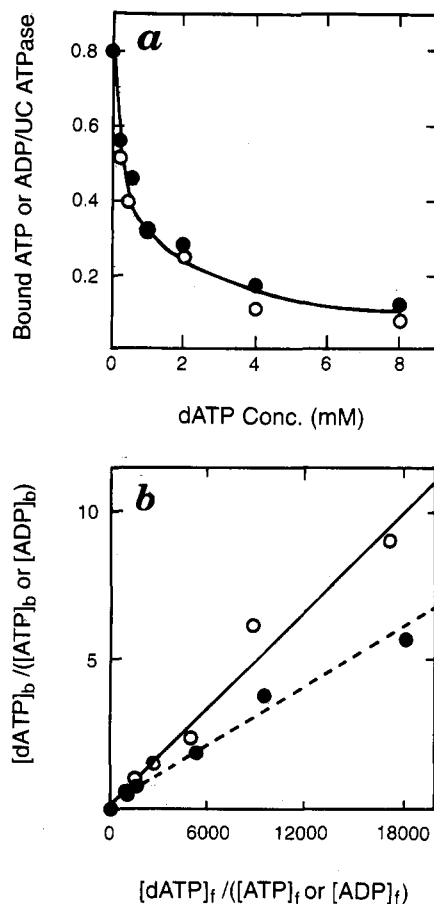 a
Bound ATP or ADP/UC ATPase
0.8
0.6
0.4
0.2
0 2 4 6 8
dATP Conc. (mM)
b
[dATP]b /([ATP]b or [ADP]b)
10
5
0 6000 12000 18000
[dATP]f /([ATP]f or [ADP]f)